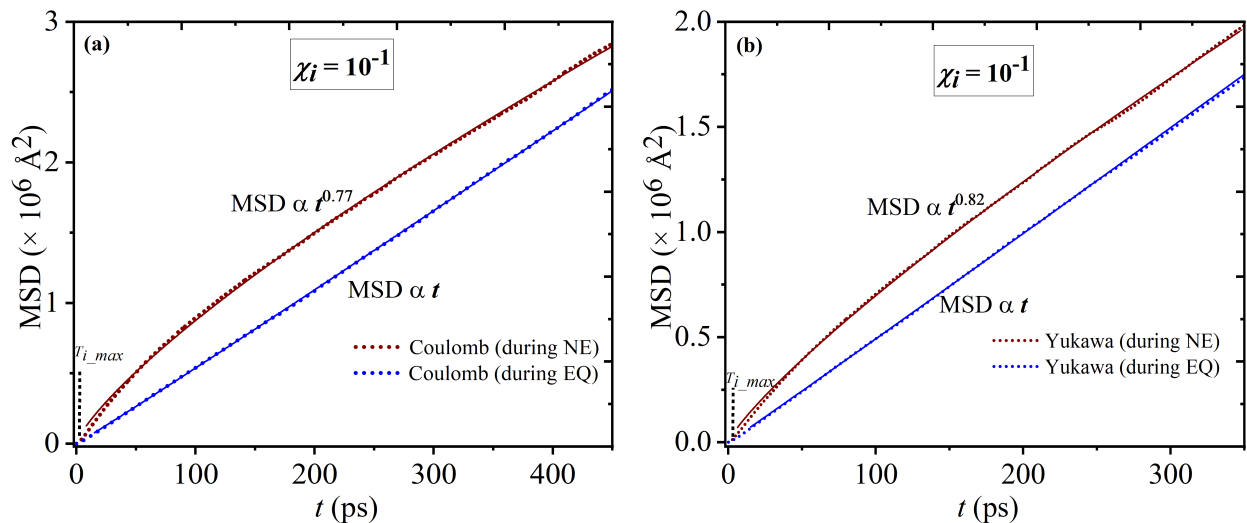 (a)
χi = 10-1
MSD (× 106 Å2)
3
2
1
0
MSD α t0.77
MSD α t
Ti_max
Coulomb (during NE)
Coulomb (during EQ)
0 100 200 300 400
t (ps)
(b)
χi = 10-1
MSD (× 106 Å2)
2.0
1.5
1.0
0.5
0.0
MSD α t0.82
MSD α t
Ti_max
Yukawa (during NE)
Yukawa (during EQ)
0 100 200 300
t (ps)